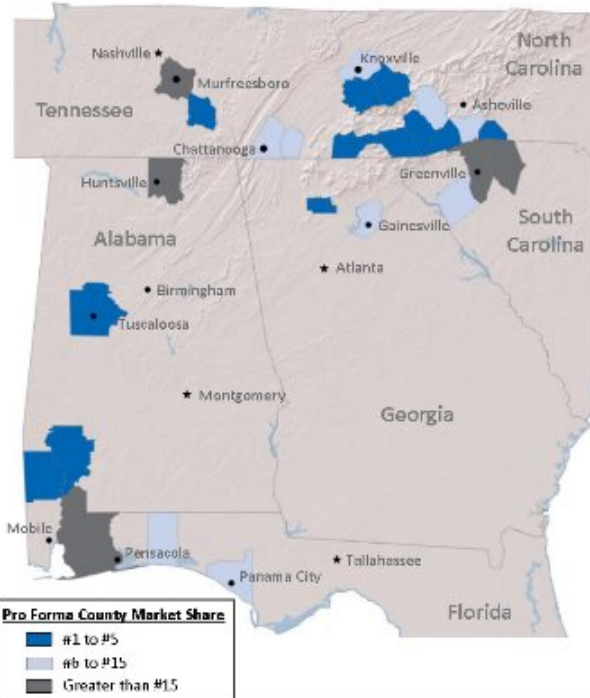 North
Carolina
Nashville
Knoxville
Murfreesboro
Tennessee
Asheville
Chattanooga
Greenville
Huntsville
South
Carolina
Gainesville
Alabama
Atlanta
Birmingham
Tuscaloosa
Montgomery
Georgia
Mobile
Pensacola
Tallahassee
Panama City
Florida
Pro Forma County Market Share
#1 to #5
#6 to #15
Greater than #15